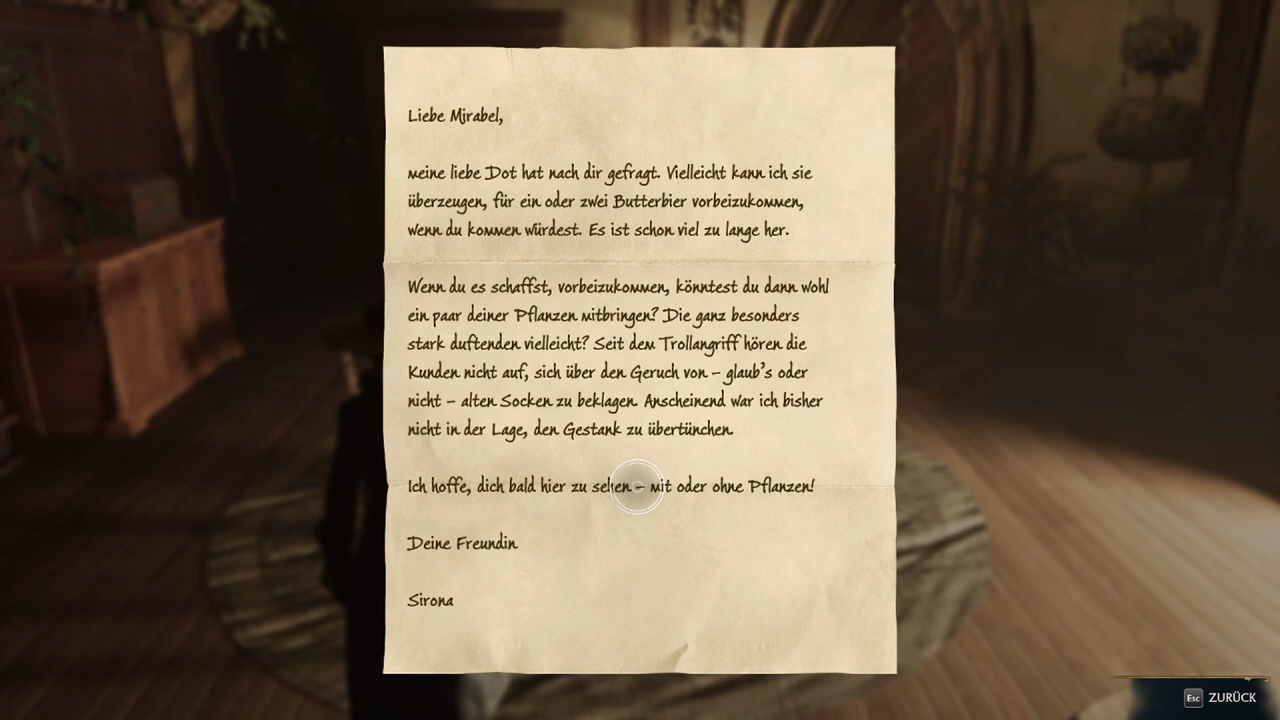 Liebe Mirabel,
meine liebe Dot hat nach dir gefragt. Vielleicht kann ich sie
überzeugen, für ein oder zwei Butterbier vorbeizukommen,
wenn du kommen würdest. Es ist schon viel zu lange her.
Wenn du es schaffst, vorbeizukommen, könntest du dann wohl
ein paar deiner Pflanzen mitbringen? Die ganz besonders
stark duftenden vielleicht? Seit dem Trollangriff hören die
Kunden nicht auf, sich über den Geruch von – glaub's oder
nicht – alten Socken zu beklagen. Anscheinend war ich bisher
nicht in der Lage, den Gestank zu übertünchen.
Ich hoffe, dich bald hier zu sehen – mit oder ohne Pflanzen!
Deine Freundin
Sirona
Esc ZURÜCK